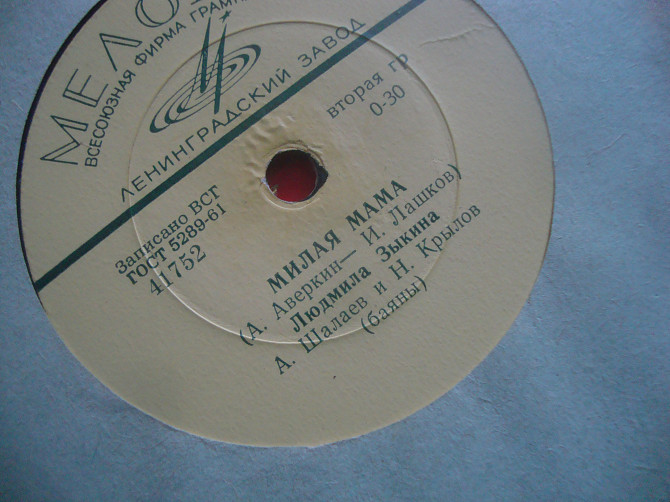 МЕЛО
ВСЕСОЮЗНАЯ ФИРМА ГРАМ
ЛЕНИНГРАДСКИЙ ЗАВОД
вторая ГР
0-30
Записано ВСГ
ГОСТ 5289-61
41752
МИЛАЯ МАМА
(А. Аверкин— И. Лашков)
Людмила Зыкина
А. Шалаев и Н. Крылов
(баяны)